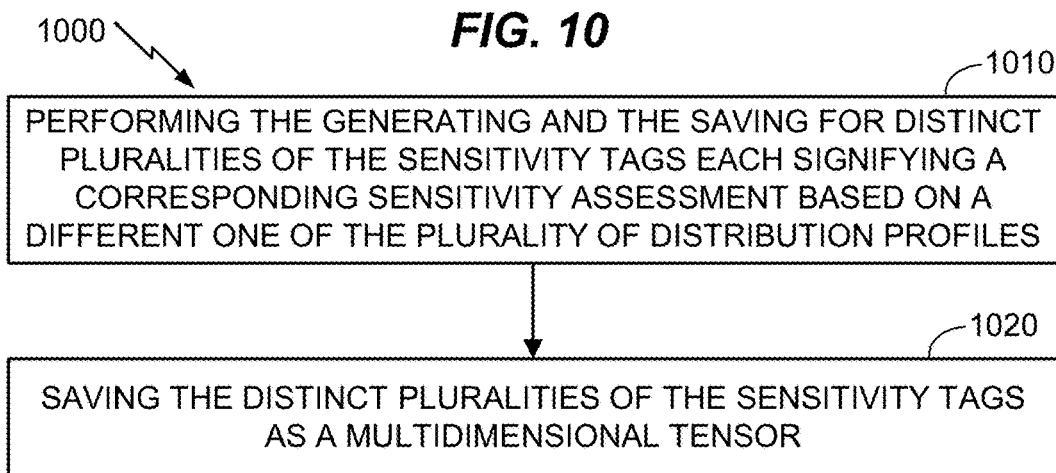 FIG. 10
1000
1010
PERFORMING THE GENERATING AND THE SAVING FOR DISTINCT
PLURALITIES OF THE SENSITIVITY TAGS EACH SIGNIFYING A
CORRESPONDING SENSITIVITY ASSESSMENT BASED ON A
DIFFERENT ONE OF THE PLURALITY OF DISTRIBUTION PROFILES
1020
SAVING THE DISTINCT PLURALITIES OF THE SENSITIVITY TAGS
AS A MULTIDIMENSIONAL TENSOR